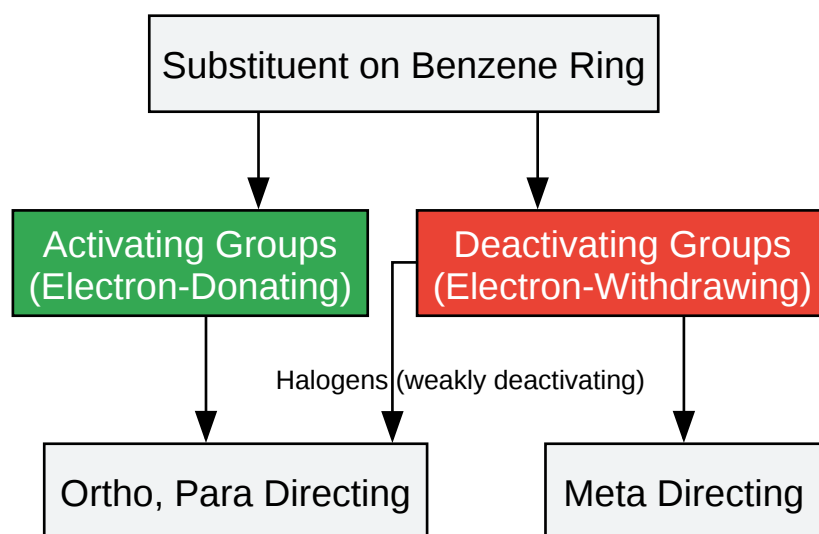 Substituent on Benzene Ring
Activating Groups
(Electron-Donating)
Deactivating Groups
(Electron-Withdrawing)
Halogens (weakly deactivating)
Ortho, Para Directing
Meta Directing